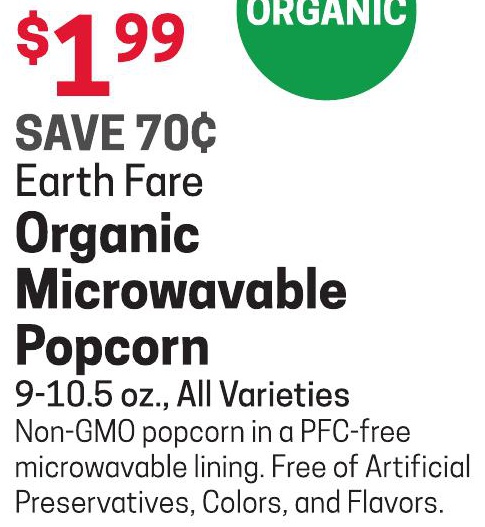 ORGANIC
$1.99
SAVE 70¢
Earth Fare
Organic
Microwavable
Popcorn
9-10.5 oz., All Varieties
Non-GMO popcorn in a PFC-free
microwavable lining. Free of Artificial
Preservatives, Colors, and Flavors.